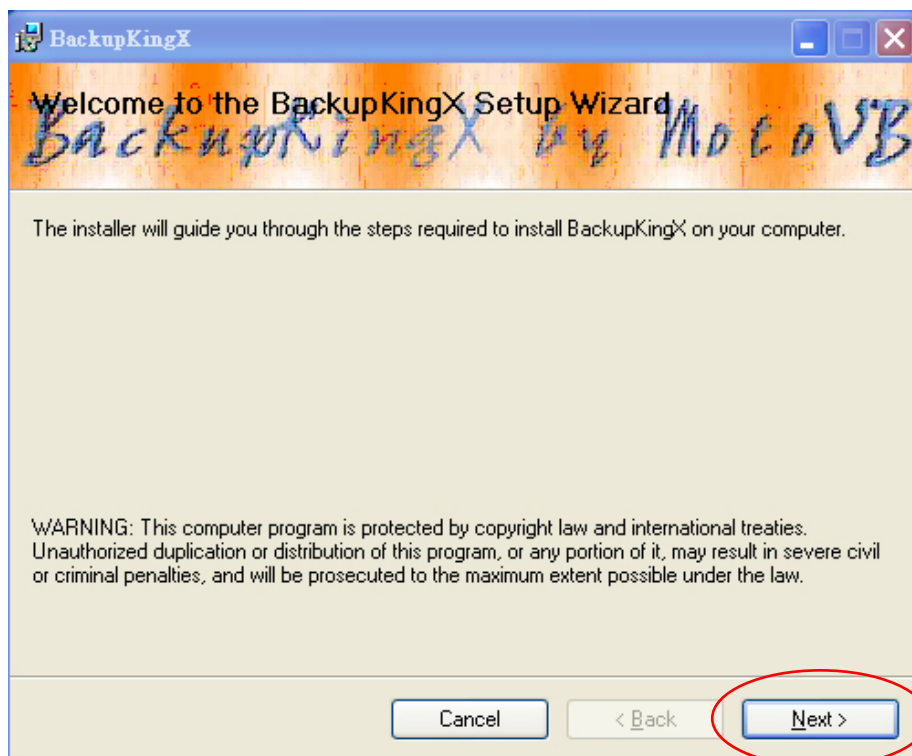 BackupKingX
Welcome to the BackupKingX Setup Wizard
BackupKingX by MotoVB
The installer will guide you through the steps required to install BackupKingX on your computer.
WARNING: This computer program is protected by copyright law and international treaties.
Unauthorized duplication or distribution of this program, or any portion of it, may result in severe civil
or criminal penalties, and will be prosecuted to the maximum extent possible under the law.
Cancel
< Back
Next >